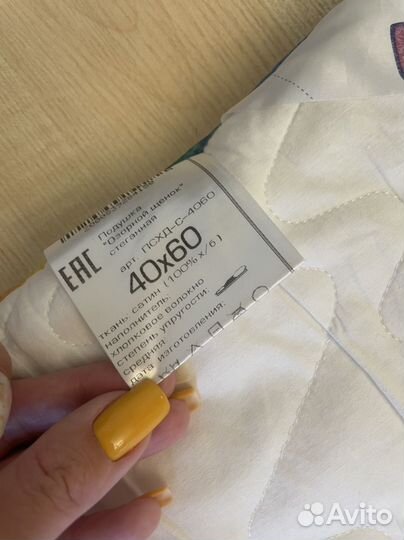 Подушка
"Озорной щенок"
стеганная
арт. ПСХД-С-4060
EAC
40х60
ткань: сатин (100% х/б)
наполнитель:
хлопковое волокно
степень упругости:
средняя
дата изготовления:
Avito